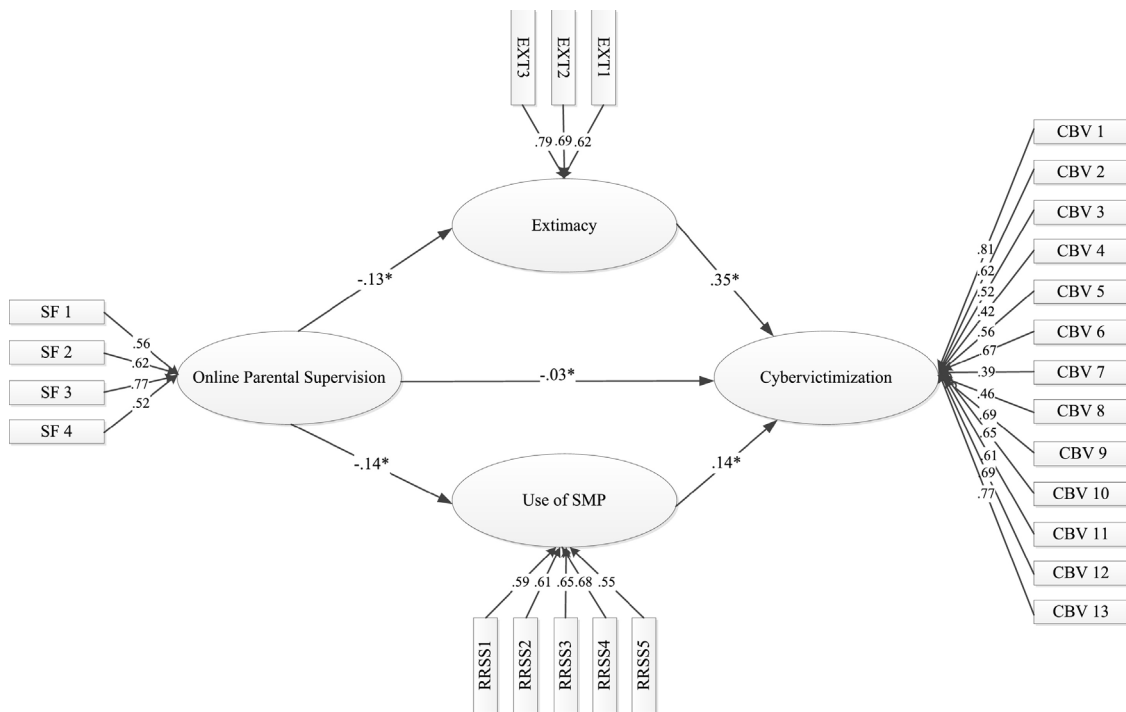 EXT3
EXT2
EXT1
.79
.69
.62
Extimacy
-.13*
.35*
SF 1
SF 2
SF 3
SF 4
.56
.62
.77
.52
Online Parental Supervision
-.03*
Cybervictimization
-.14*
.14*
Use of SMP
.59
.61
.65
.68
.55
RRSS1
RRSS2
RRSS3
RRSS4
RRSS5
CBV 1
CBV 2
CBV 3
CBV 4
CBV 5
CBV 6
CBV 7
CBV 8
CBV 9
CBV 10
CBV 11
CBV 12
CBV 13
.81
.62
.52
.42
.56
.67
.39
.46
.69
.65
.61
.69
.77